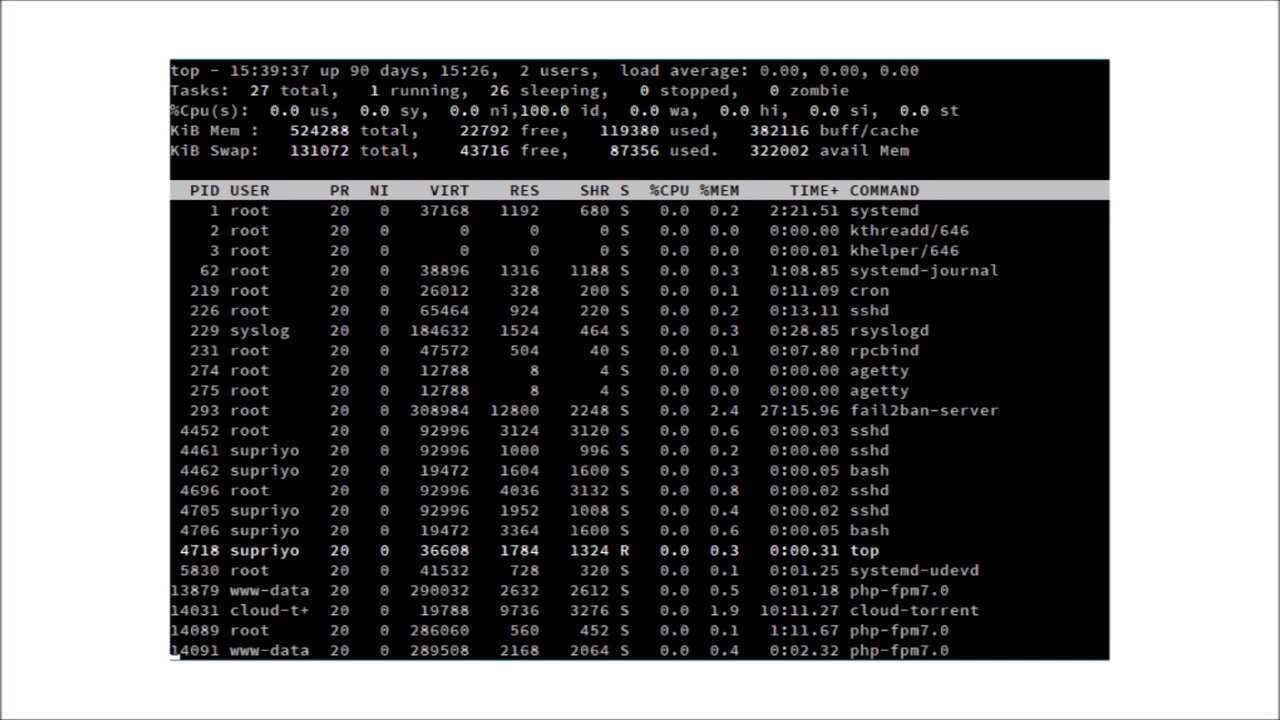 top - 15:39:37 up 90 days, 15:26,  2 users,  load average: 0.00, 0.00, 0.00
Tasks:  27 total,   1 running,  26 sleeping,   0 stopped,   0 zombie
%Cpu(s):  0.0 us,  0.0 sy,  0.0 ni,100.0 id,  0.0 wa,  0.0 hi,  0.0 si,  0.0 st
KiB Mem :   524288 total,    22792 free,   119380 used,   382116 buff/cache
KiB Swap:   131072 total,    43716 free,    87356 used.   322002 avail Mem
  PID USER      PR  NI    VIRT    RES    SHR S  %CPU %MEM     TIME+ COMMAND
    1 root      20   0   37168   1192    680 S   0.0  0.2   2:21.51 systemd
    2 root      20   0       0      0      0 S   0.0  0.0   0:00.00 kthreadd/646
    3 root      20   0       0      0      0 S   0.0  0.0   0:00.01 khelper/646
   62 root      20   0   38896   1316   1188 S   0.0  0.3   1:08.85 systemd-journal
  219 root      20   0   26012    328    200 S   0.0  0.1   0:11.09 cron
  226 root      20   0   65464    924    220 S   0.0  0.2   0:13.11 sshd
  229 syslog    20   0  184632   1524    464 S   0.0  0.3   0:28.85 rsyslogd
  231 root      20   0   47572    504     40 S   0.0  0.1   0:07.80 rpcbind
  274 root      20   0   12788      8      4 S   0.0  0.0   0:00.00 agetty
  275 root      20   0   12788      8      4 S   0.0  0.0   0:00.00 agetty
  293 root      20   0  308984  12800   2248 S   0.0  2.4  27:15.96 fail2ban-server
 4452 root      20   0   92996   3124   3120 S   0.0  0.6   0:00.03 sshd
 4461 supriyo   20   0   92996   1000    996 S   0.0  0.2   0:00.00 sshd
 4462 supriyo   20   0   19472   1604   1600 S   0.0  0.3   0:00.05 bash
 4696 root      20   0   92996   4036   3132 S   0.0  0.8   0:00.02 sshd
 4705 supriyo   20   0   92996   1952   1008 S   0.0  0.4   0:00.02 sshd
 4706 supriyo   20   0   19472   3364   1600 S   0.0  0.6   0:00.05 bash
 4718 supriyo   20   0   36608   1784   1324 R   0.0  0.3   0:00.31 top
 5830 root      20   0   41532    728    320 S   0.0  0.1   0:01.25 systemd-udevd
13879 www-data  20   0  290032   2632   2612 S   0.0  0.5   0:01.18 php-fpm7.0
14031 cloud-t+  20   0   19788   9736   3276 S   0.0  1.9  10:11.27 cloud-torrent
14089 root      20   0  286060    560    452 S   0.0  0.1   1:11.67 php-fpm7.0
14091 www-data  20   0  289508   2168   2064 S   0.0  0.4   0:02.32 php-fpm7.0